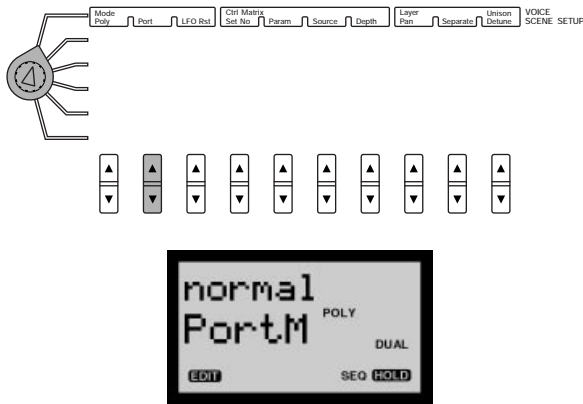 Mode Ctrl Matrix Layer Unison VOICE
Poly Port LFO Rst Set No Param Source Depth Pan Separate Detune SCENE SETUP
normal
POLY
PortM
DUAL
EDIT SEQ HOLD